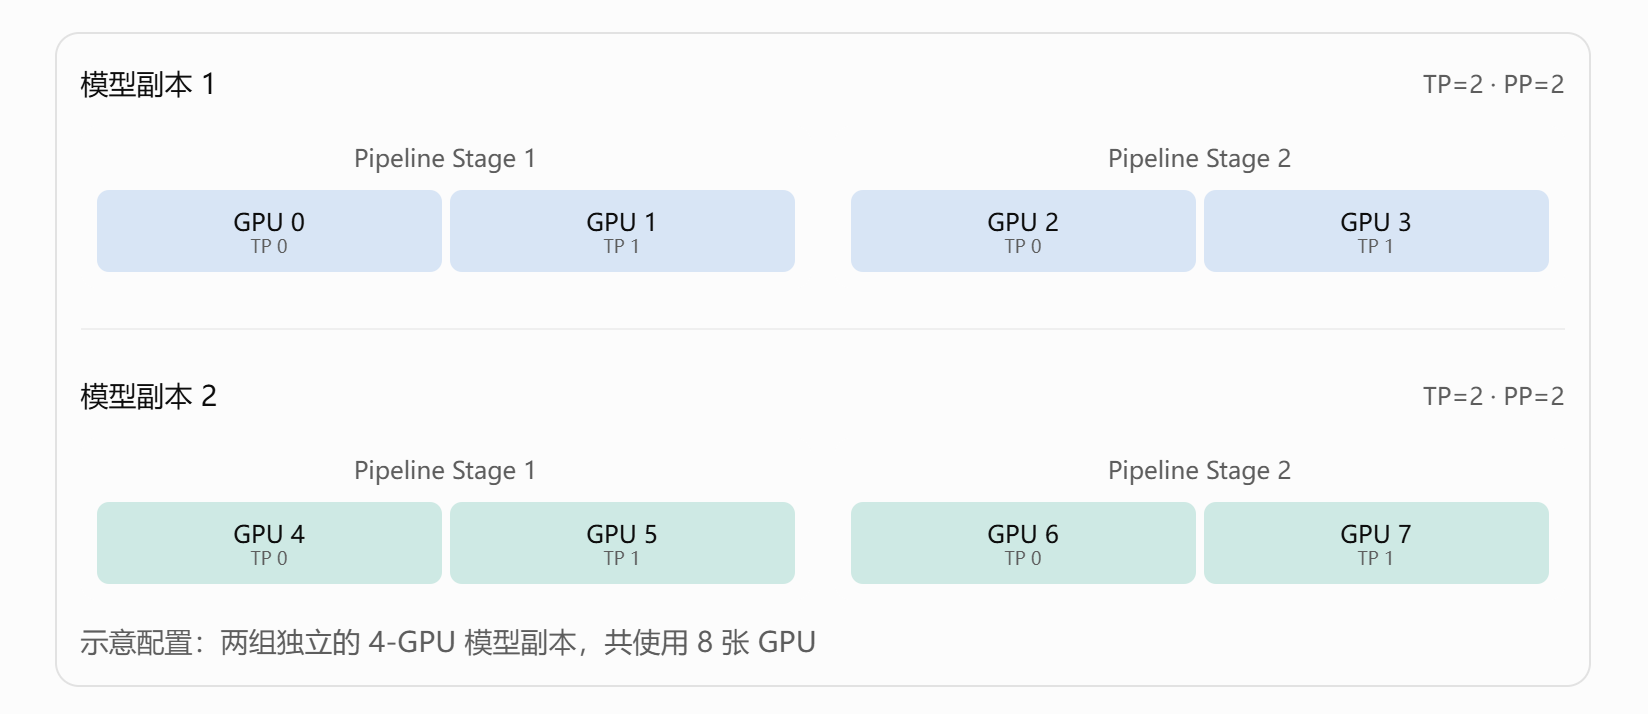 模型副本 1
TP=2 · PP=2
Pipeline Stage 1
Pipeline Stage 2
GPU 0
TP 0
GPU 1
TP 1
GPU 2
TP 0
GPU 3
TP 1
模型副本 2
TP=2 · PP=2
Pipeline Stage 1
Pipeline Stage 2
GPU 4
TP 0
GPU 5
TP 1
GPU 6
TP 0
GPU 7
TP 1
示意配置：两组独立的 4-GPU 模型副本，共使用 8 张 GPU